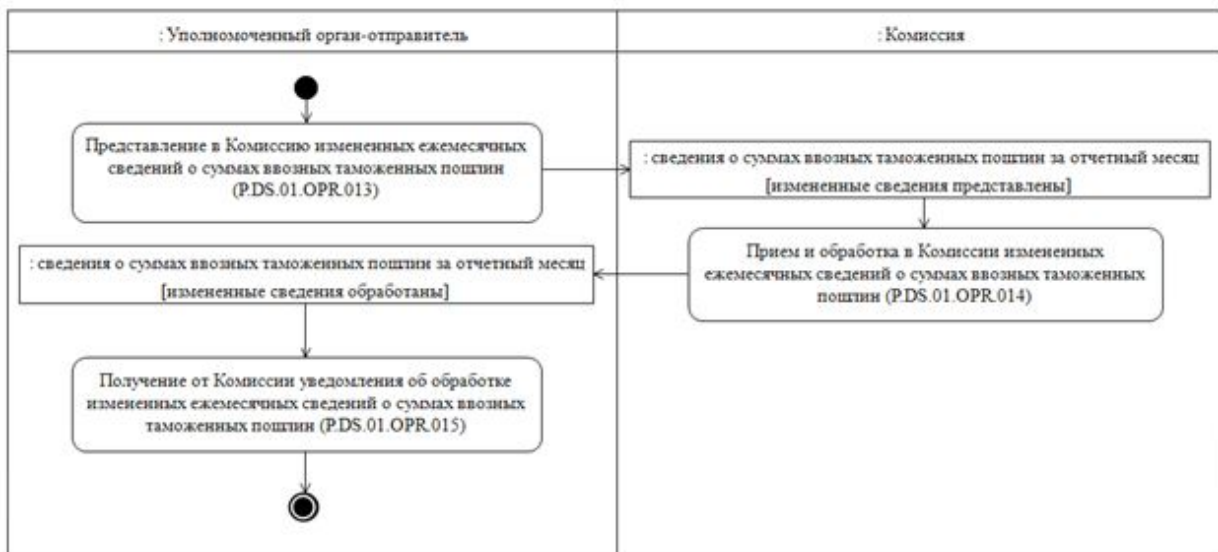 : Уполномоченный орган-отправитель
: Комиссия
Представление в Комиссию измененных ежемесячных
сведений о суммах ввозных таможенных пошлин
(P.DS.01.OPR.013)
: сведения о суммах ввозных таможенных пошлин за отчетный месяц
[измененные сведения представлены]
Прием и обработка в Комиссии измененных
ежемесячных сведений о суммах ввозных таможенных
пошлин (P.DS.01.OPR.014)
: сведения о суммах ввозных таможенных пошлин за отчетный месяц
[измененные сведения обработаны]
Получение от Комиссии уведомления об обработке
измененных ежемесячных сведений о суммах ввозных
таможенных пошлин (P.DS.01.OPR.015)